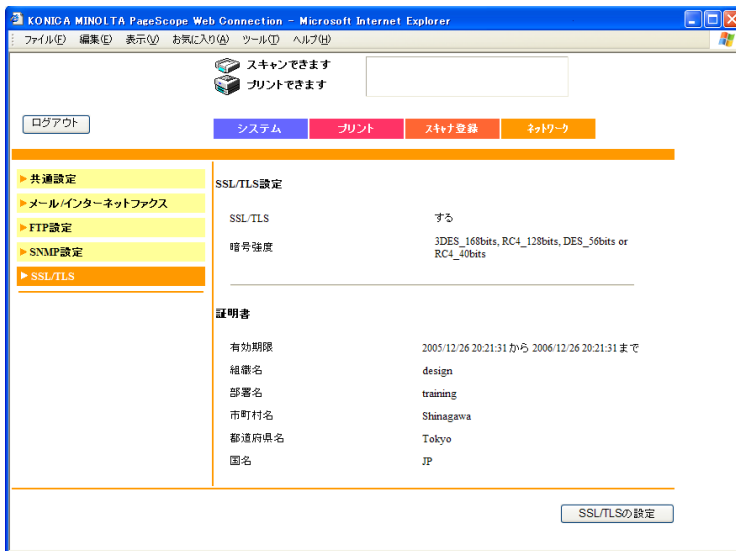 KONICA MINOLTA PageScope Web Connection - Microsoft Internet Explorer
ファイル(F) 編集(E) 表示(V) お気に入り(A) ツール(T) ヘルプ(H)
スキャンできます
プリントできます
ログアウト
システム プリント スキャナ登録 ネットワーク
共通設定
メール/インターネットファクス
FTP設定
SNMP設定
SSL/TLS
SSL/TLS設定
SSL/TLS する
暗号強度 3DES_168bits, RC4_128bits, DES_56bits or
RC4_40bits
証明書
有効期限 2005/12/26 20:21:31から 2006/12/26 20:21:31まで
組織名 design
部署名 training
市町村名 Shinagawa
都道府県名 Tokyo
国名 JP
SSL/TLSの設定